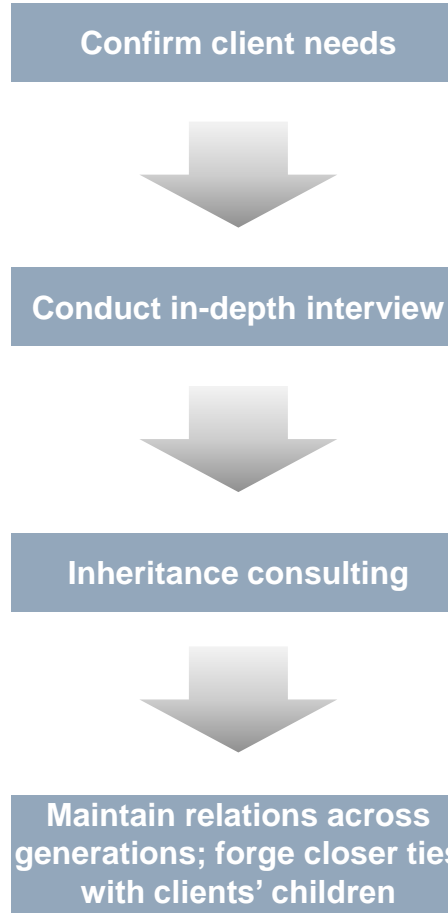 Confirm client needs
Conduct in-depth interview
Inheritance consulting
Maintain relations across
generations; forge closer ties
with clients’ children